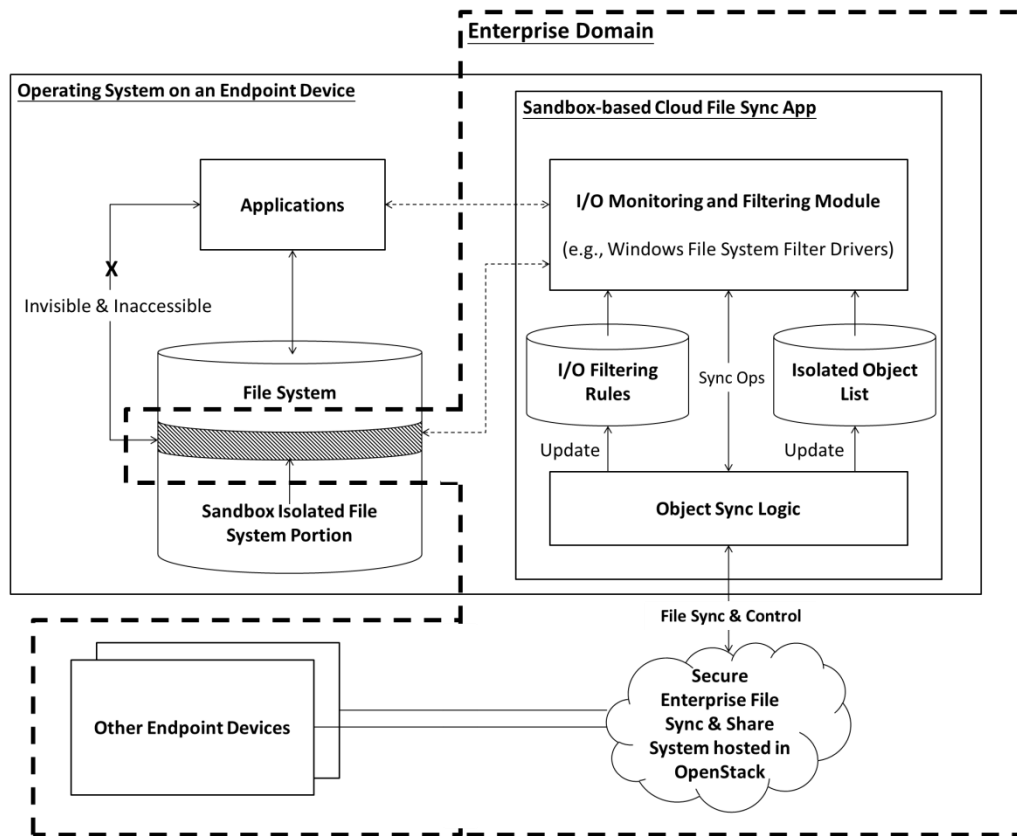 Enterprise Domain
Operating System on an Endpoint Device
Sandbox-based Cloud File Sync App
Applications
I/O Monitoring and Filtering Module
(e.g., Windows File System Filter Drivers)
X
Invisible & Inaccessible
File System
I/O Filtering
Rules
Sync Ops
Isolated Object
List
Update
Update
Sandbox Isolated File
System Portion
Object Sync Logic
File Sync & Control
Other Endpoint Devices
Secure
Enterprise File
Sync & Share
System hosted in
OpenStack